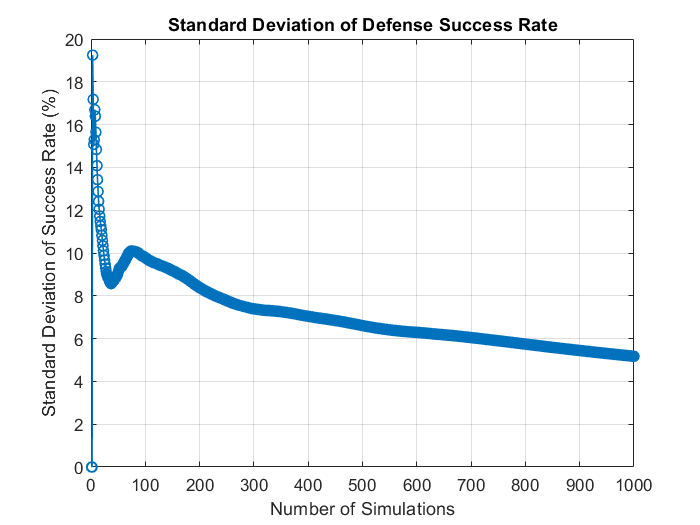 Standard Deviation of Defense Success Rate
Standard Deviation of Success Rate (%)
20
18
16
14
12
10
8
6
4
2
0
0 100 200 300 400 500 600 700 800 900 1000
Number of Simulations